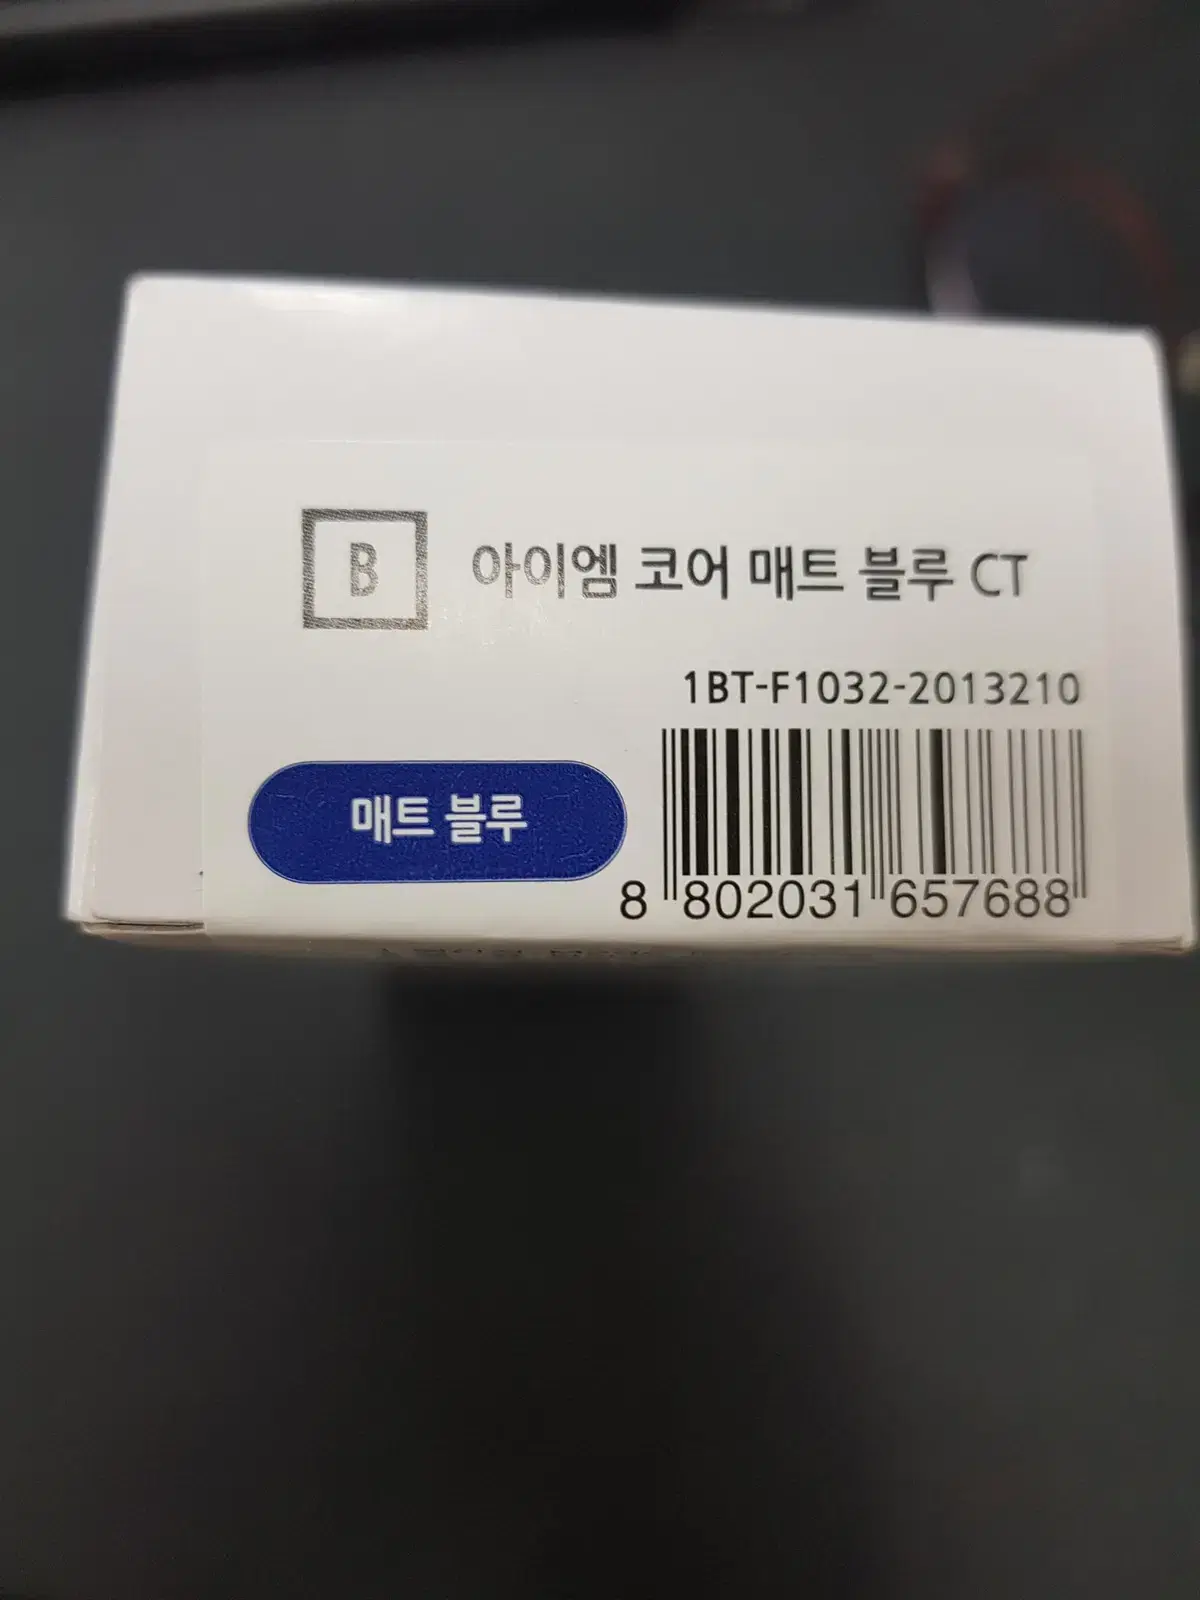 B
아이엠 코어 매트 블루 CT
1BT-F1032-2013210
매트 블루
8 802031 657688